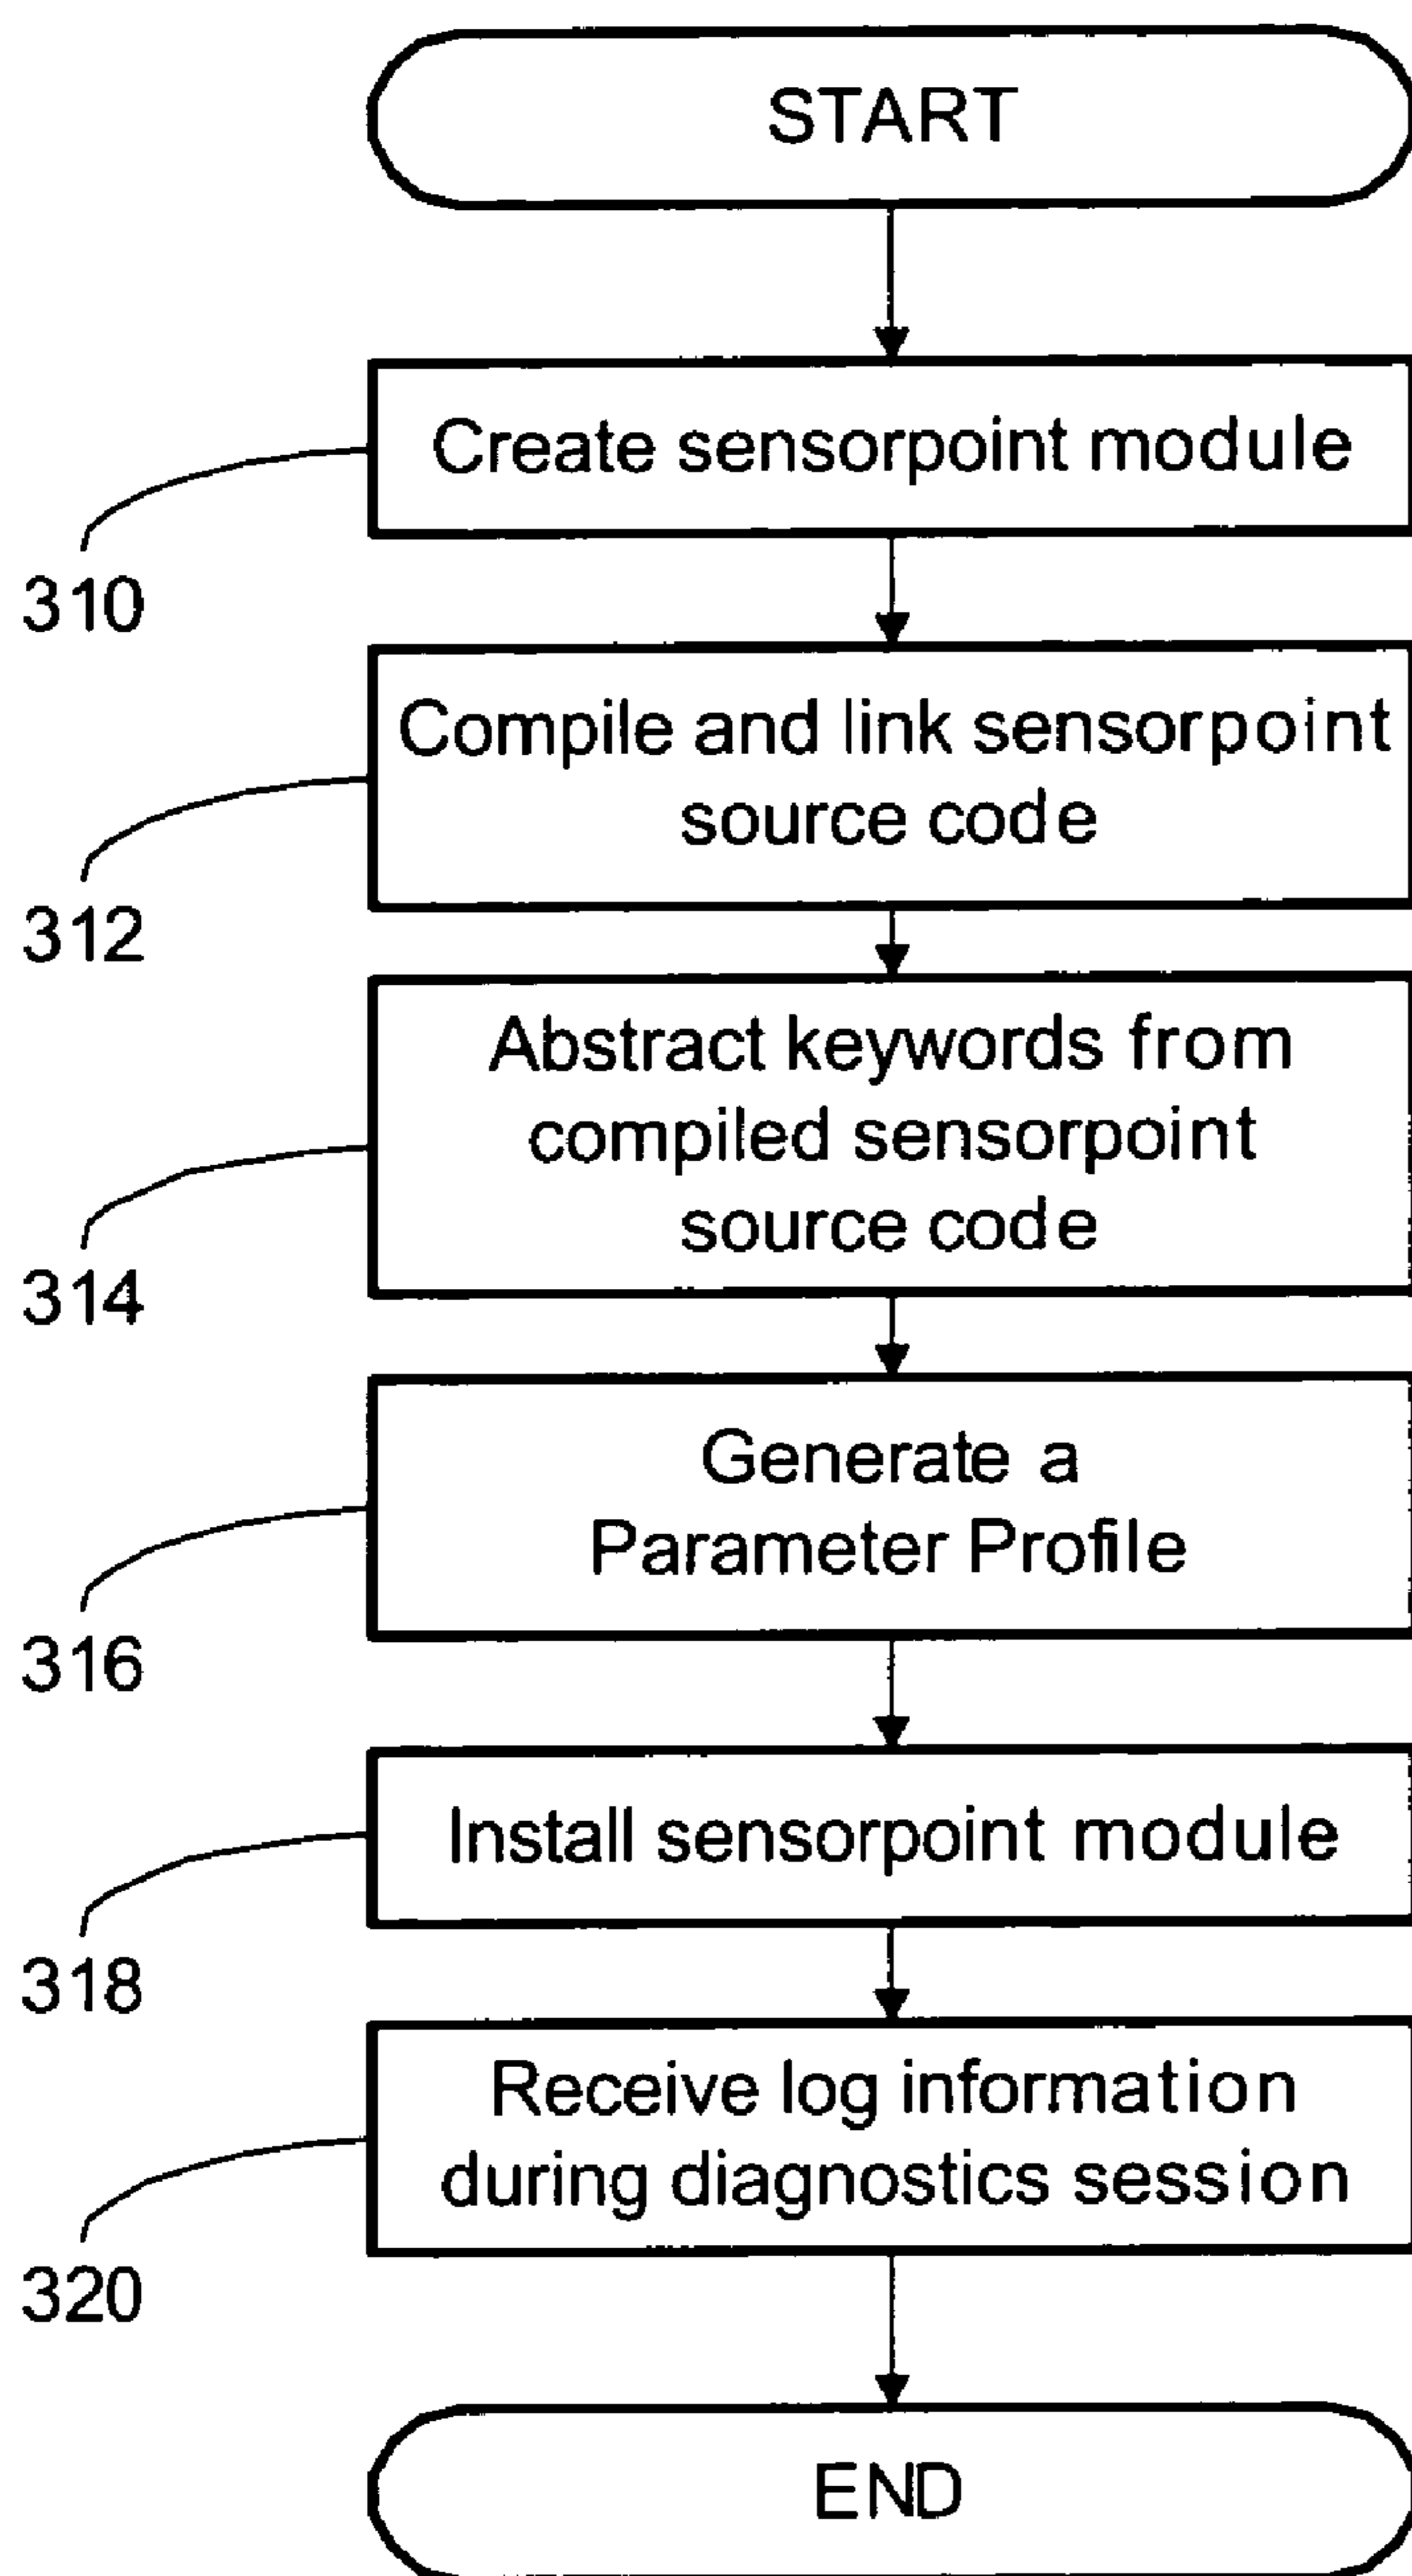 START
Create sensorpoint module
310
Compile and link sensorpoint
source code
312
Abstract keywords from
compiled sensorpoint
source code
314
Generate a
Parameter Profile
316
Install sensorpoint module
318
Receive log information
during diagnostics session
320
END